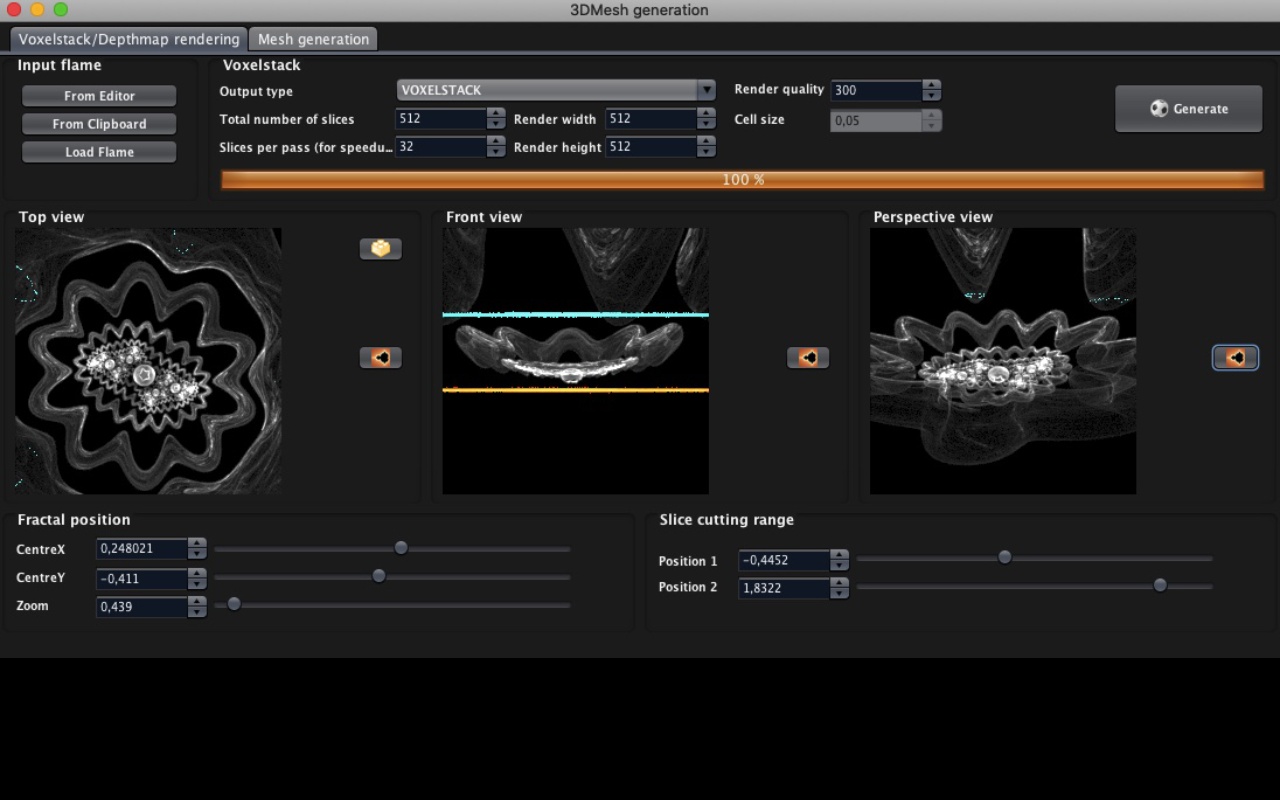 3DMesh generation
Voxelstack/Depthmap rendering
Mesh generation
Input flame
From Editor
From Clipboard
Load Flame
Voxelstack
Output type
VOXELSTACK
Render quality
300
Total number of slices
512
Render width
512
Cell size
0,05
Slices per pass (for speedu...
32
Render height
512
Generate
100 %
Top view
Front view
Perspective view
Fractal position
CentreX
0,248021
CentreY
-0,411
Zoom
0,439
Slice cutting range
Position 1
-0,4452
Position 2
1,8322